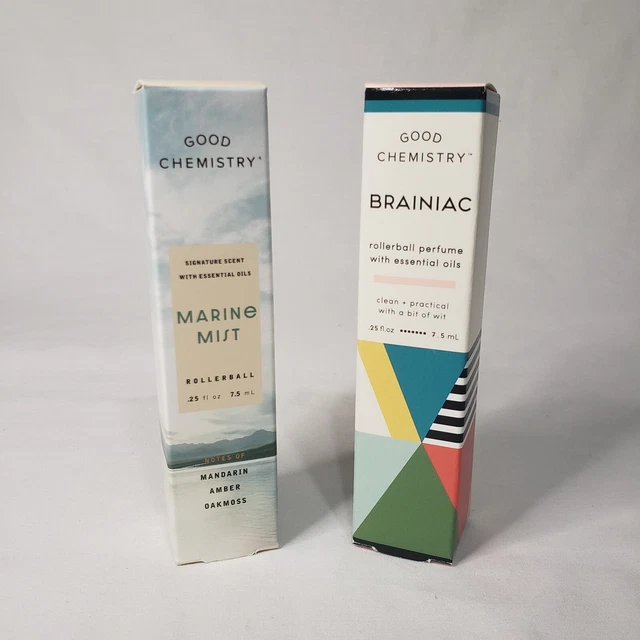 GOOD
CHEMISTRY®
SIGNATURE SCENT
WITH ESSENTIAL OILS
MARINE
MIST
ROLLERBALL
.25 fl oz 7.5 mL
NOTES OF
MANDARIN
AMBER
OAKMOSS
GOOD
CHEMISTRY™
BRAINIAC
rollerball perfume
with essential oils
clean + practical
with a bit of wit
.25 fl.oz ••••••• 7.5 mL